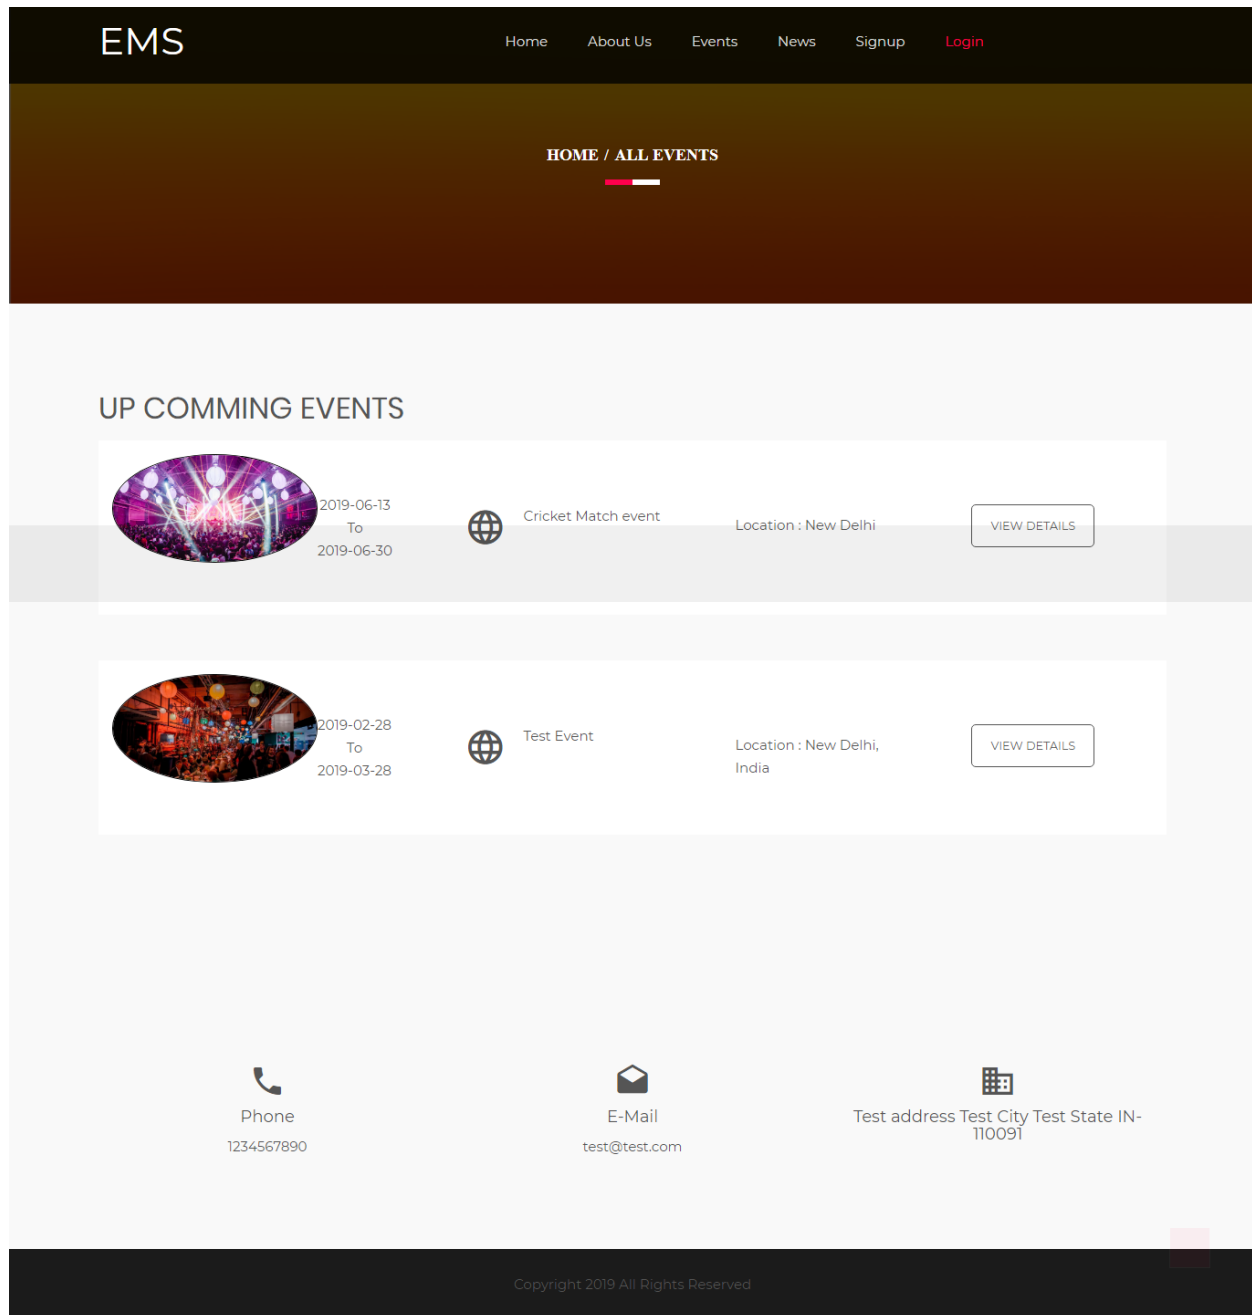 EMS
Home About Us Events News Signup Login
HOME / ALL EVENTS
UP COMMING EVENTS
2019-06-13
To
2019-06-30
Cricket Match event
Location : New Delhi
VIEW DETAILS
2019-02-28
To
2019-03-28
Test Event
Location : New Delhi,
India
VIEW DETAILS
Phone
1234567890
E-Mail
test@test.com
Test address Test City Test State IN-
110091
Copyright 2019 All Rights Reserved